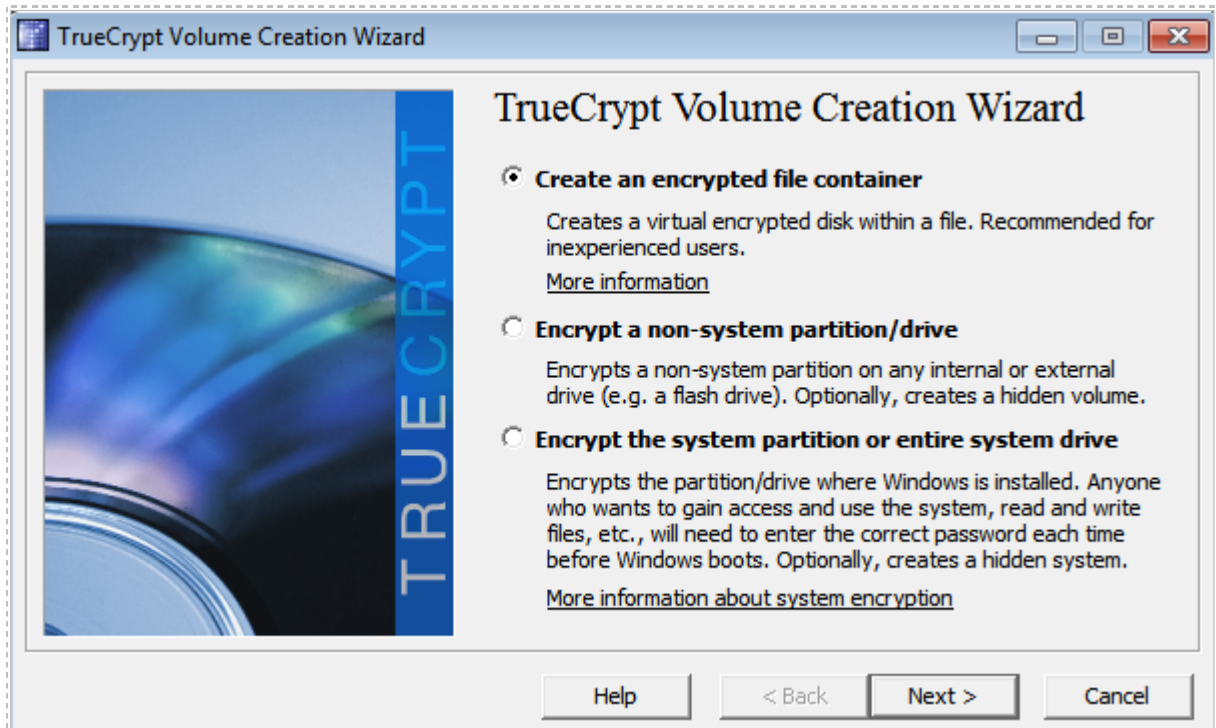 TrueCrypt Volume Creation Wizard
TRUECRYPT
TrueCrypt Volume Creation Wizard
Create an encrypted file container
Creates a virtual encrypted disk within a file. Recommended for
inexperienced users.
More information
Encrypt a non-system partition/drive
Encrypts a non-system partition on any internal or external
drive (e.g. a flash drive). Optionally, creates a hidden volume.
Encrypt the system partition or entire system drive
Encrypts the partition/drive where Windows is installed. Anyone
who wants to gain access and use the system, read and write
files, etc., will need to enter the correct password each time
before Windows boots. Optionally, creates a hidden system.
More information about system encryption
Help
< Back
Next >
Cancel